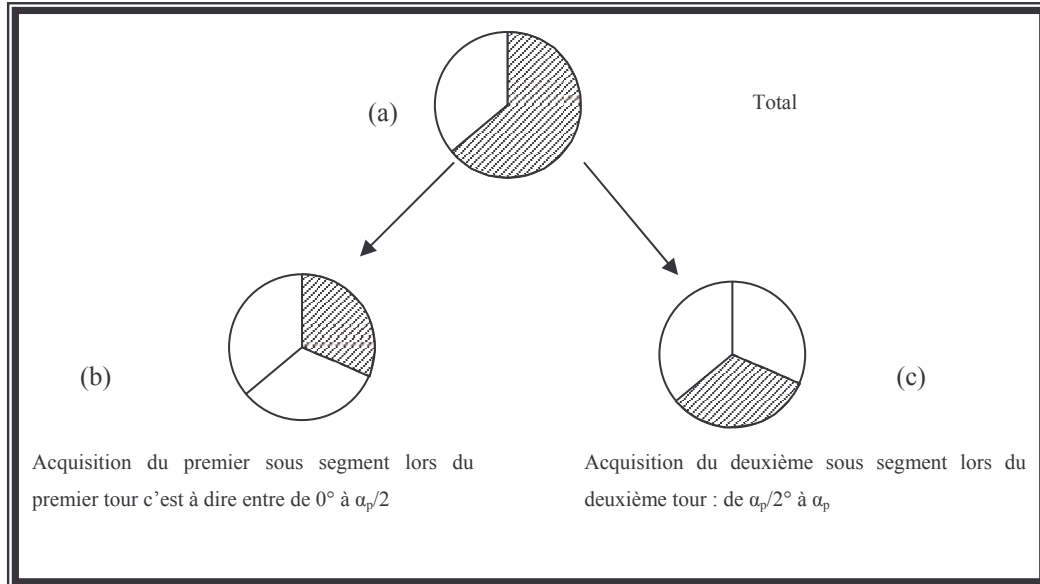 (a)
Total
(b)
(c)
Acquisition du premier sous segment lors du
premier tour c’est à dire entre de 0° à αp/2
Acquisition du deuxième sous segment lors du
deuxième tour : de αp/2° à αp